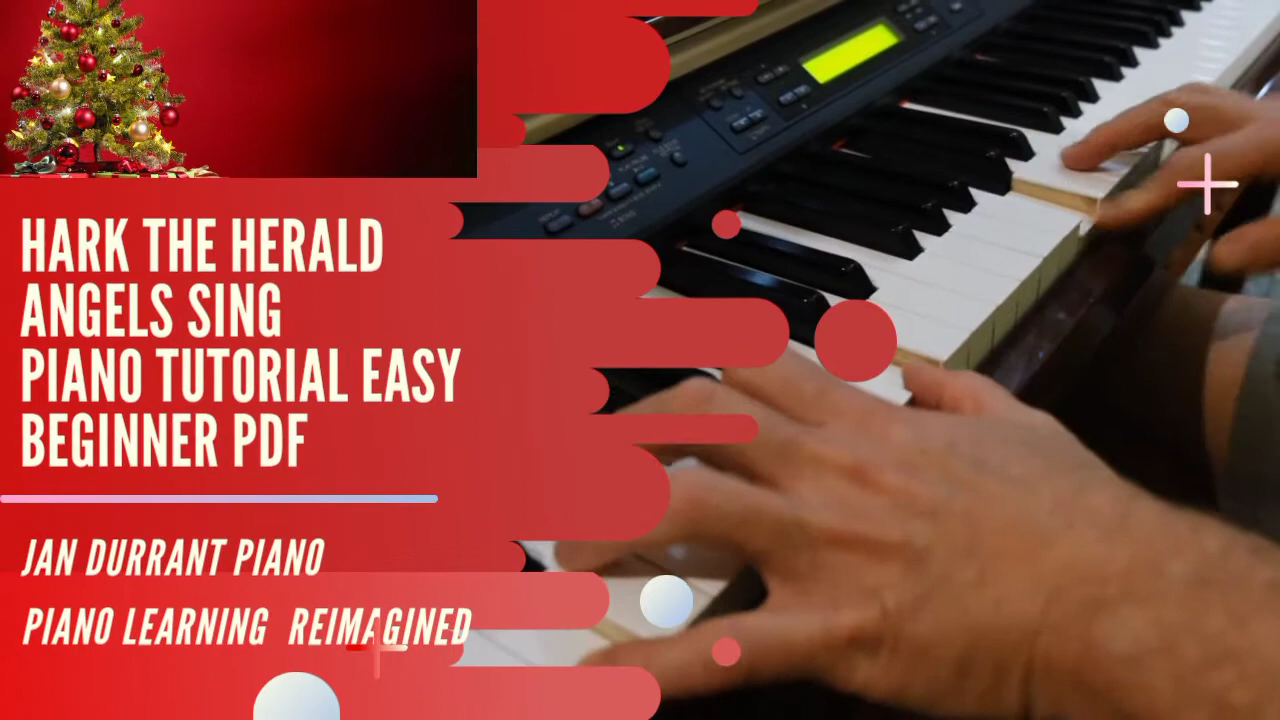 HARK THE HERALD
ANGELS SING
PIANO TUTORIAL EASY
BEGINNER PDF
JAN DURRANT PIANO
PIANO LEARNING REIMAGINED